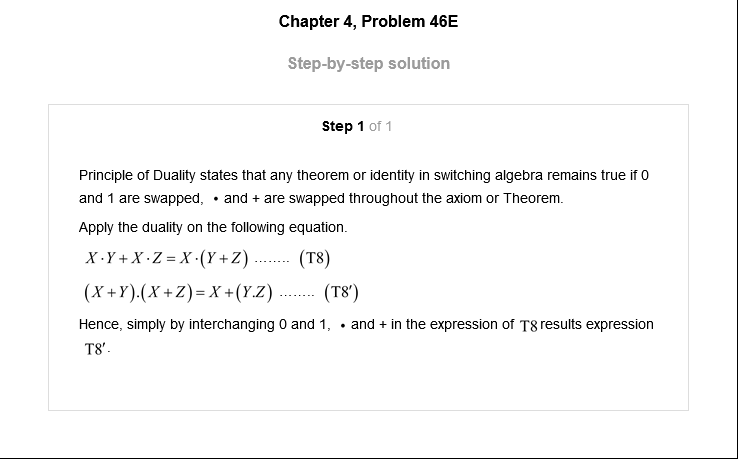 Chapter 4, Problem 46E
Step-by-step solution
Step 1 of 1
Principle of Duality states that any theorem or identity in switching algebra remains true if 0
and 1 are swapped, • and + are swapped throughout the axiom or Theorem.
Apply the duality on the following equation.
X·Y+X·Z=X·(Y+Z) ........ (T8)
(X+Y).(X+Z)=X+(Y.Z) ........ (T8′)
Hence, simply by interchanging 0 and 1, • and + in the expression of T8 results expression
T8′.